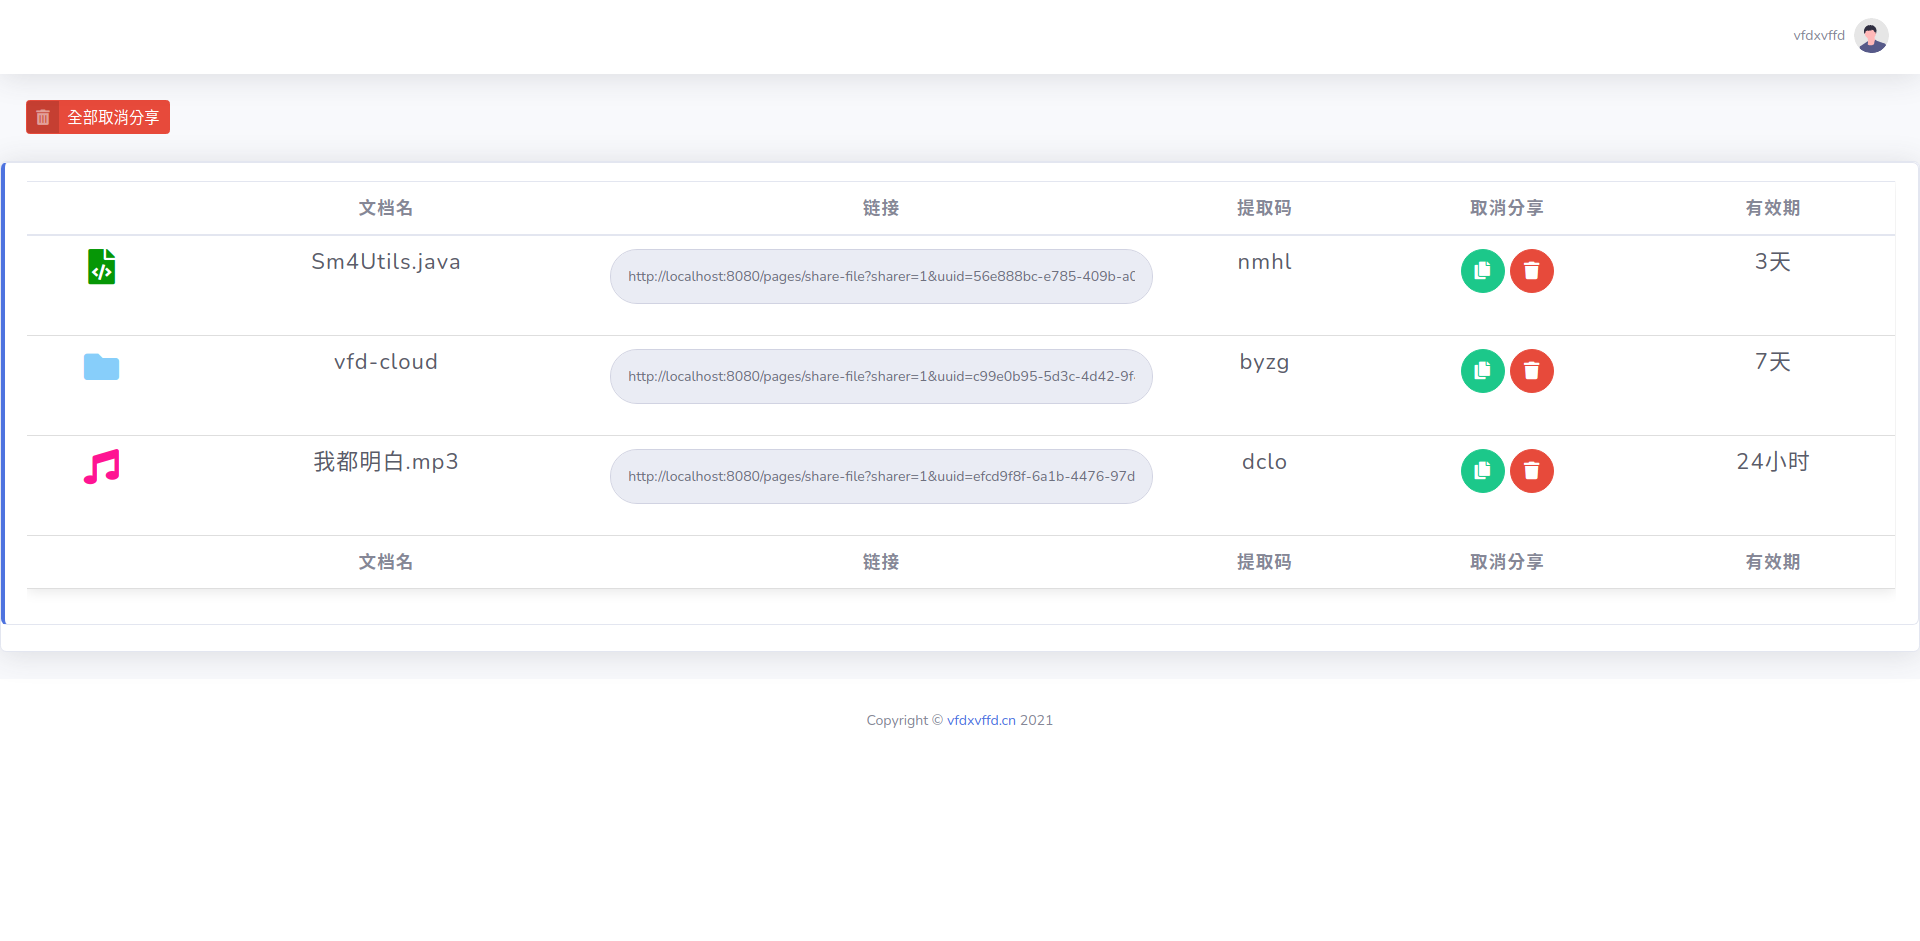 vfdxvffd
全部取消分享
文档名 链接 提取码 取消分享 有效期
Sm4Utils.java http://localhost:8080/pages/share-file?sharer=1&uuid=56e888bc-e785-409b-a0 nmhl 3天
vfd-cloud http://localhost:8080/pages/share-file?sharer=1&uuid=c99e0b95-5d3c-4d42-9f byzg 7天
我都明白.mp3 http://localhost:8080/pages/share-file?sharer=1&uuid=efcd9f8f-6a1b-4476-97d dclo 24小时
文档名 链接 提取码 取消分享 有效期
Copyright © vfdxvffd.cn 2021